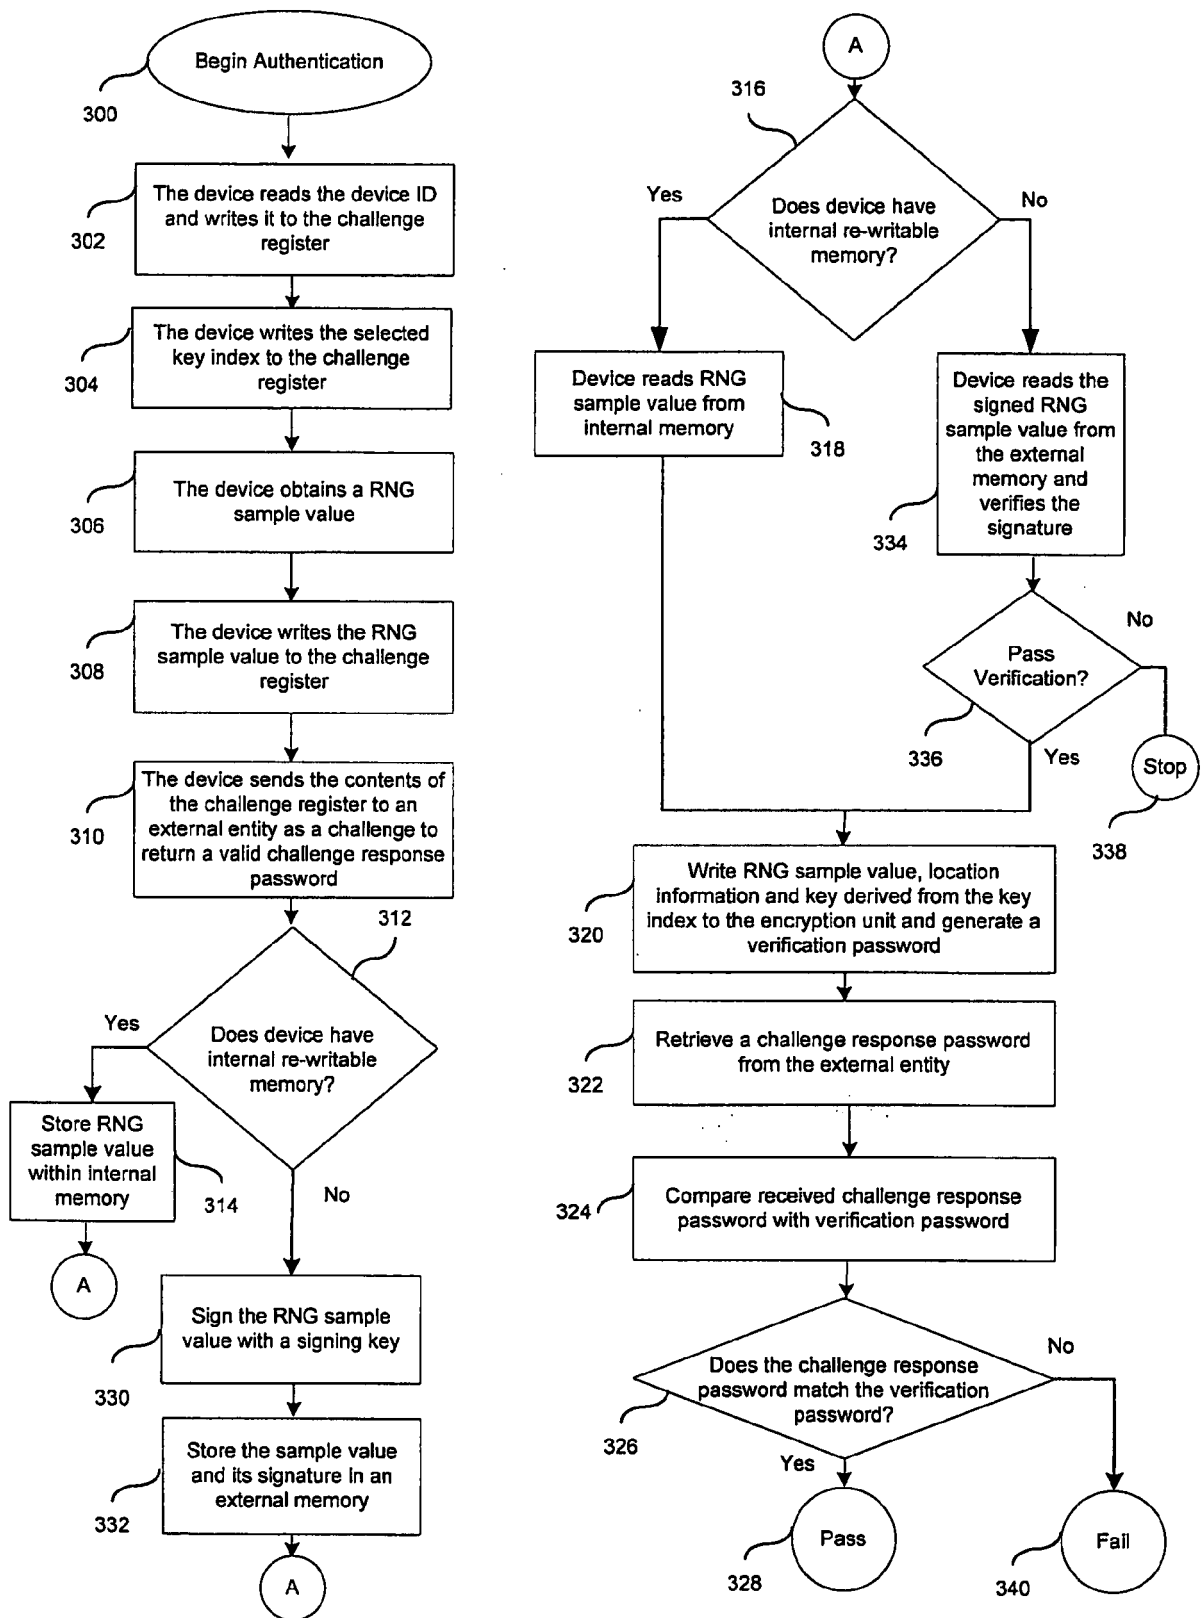 Begin Authentication
300
The device reads the device ID
and writes it to the challenge
register
302
The device writes the selected
key index to the challenge
register
304
The device obtains a RNG
sample value
306
The device writes the RNG
sample value to the challenge
register
308
The device sends the contents of
the challenge register to an
external entity as a challenge to
return a valid challenge response
password
310
312
Does device have
internal re-writable
memory?
Yes
No
Store RNG
sample value
within internal
memory
314
A
Sign the RNG sample
value with a signing key
330
Store the sample value
and its signature in an
external memory
332
A
A
316
Does device have
internal re-writable
memory?
Yes
No
Device reads RNG
sample value from
internal memory
318
Device reads the
signed RNG
sample value from
the external
memory and
verifies the
signature
334
Pass
Verification?
336
No
Yes
Stop
338
Write RNG sample value, location
information and key derived from the key
index to the encryption unit and generate a
verification password
320
Retrieve a challenge response password
from the external entity
322
Compare received challenge response
password with verification password
324
Does the challenge response
password match the verification
password?
326
No
Yes
Pass
328
Fail
340